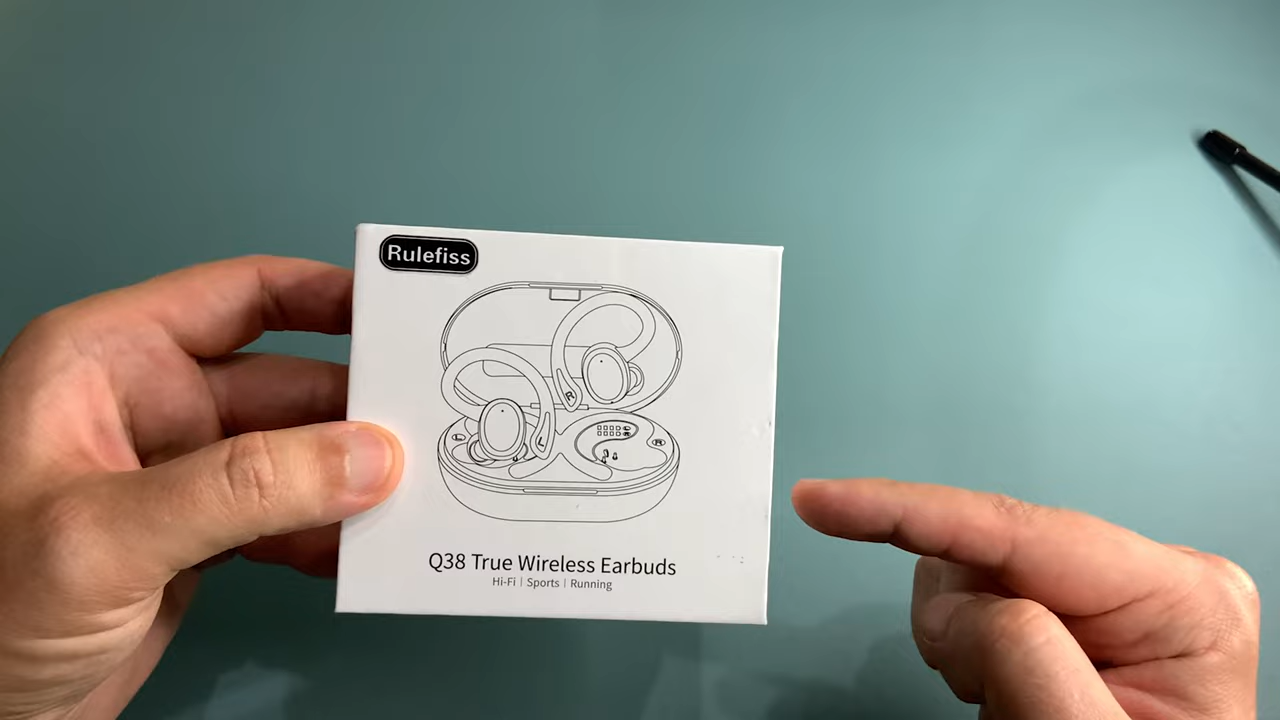 Rulefiss
R
L
L
R
Q38 True Wireless Earbuds
Hi-Fi | Sports | Running